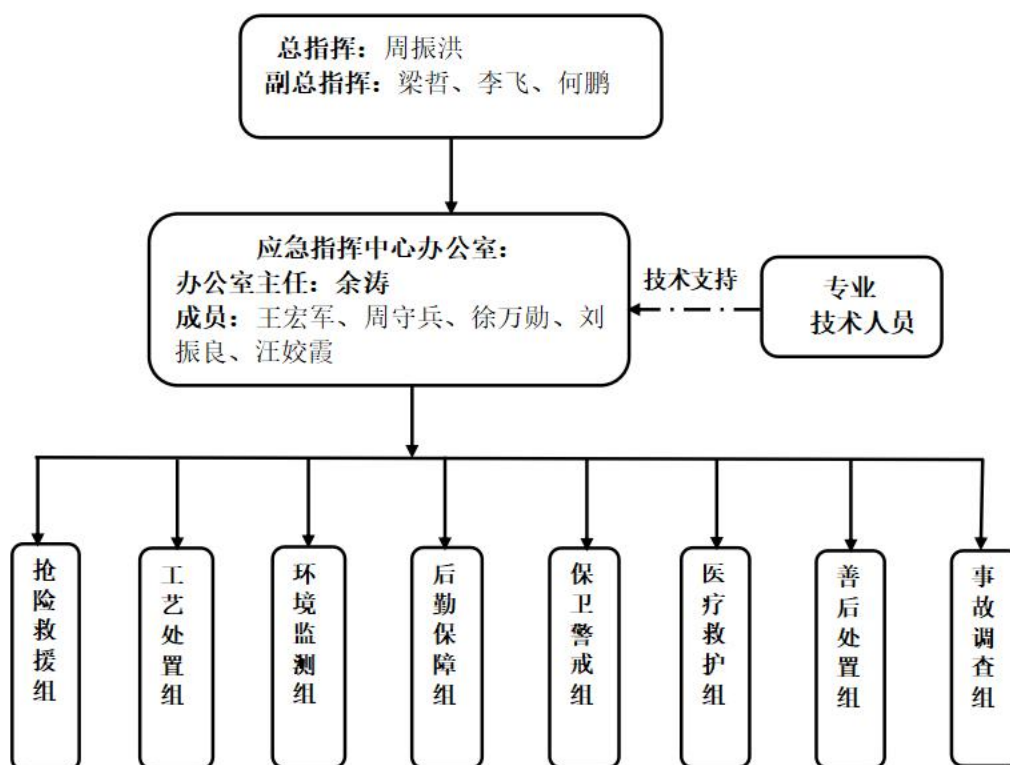 总指挥：周振洪
副总指挥：梁哲、李飞、何鹏
应急指挥中心办公室：
办公室主任：余涛
成员：王宏军、周守兵、徐万勋、刘
振良、汪姣霞
技术支持
专业
技术人员
抢险救援组
工艺处置组
环境监测组
后勤保障组
保卫警戒组
医疗救护组
善后处置组
事故调查组